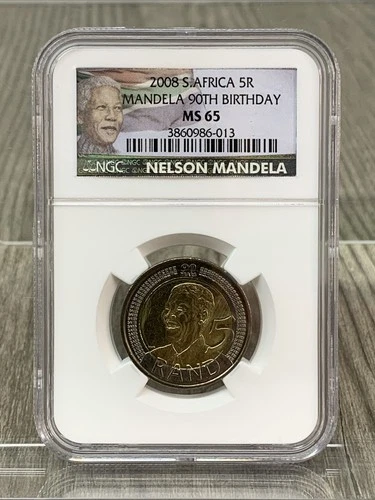 2008 S.AFRICA 5R
MANDELA 90TH BIRTHDAY
MS 65
3860986-013
NGC
NELSON MANDELA
5
RAND